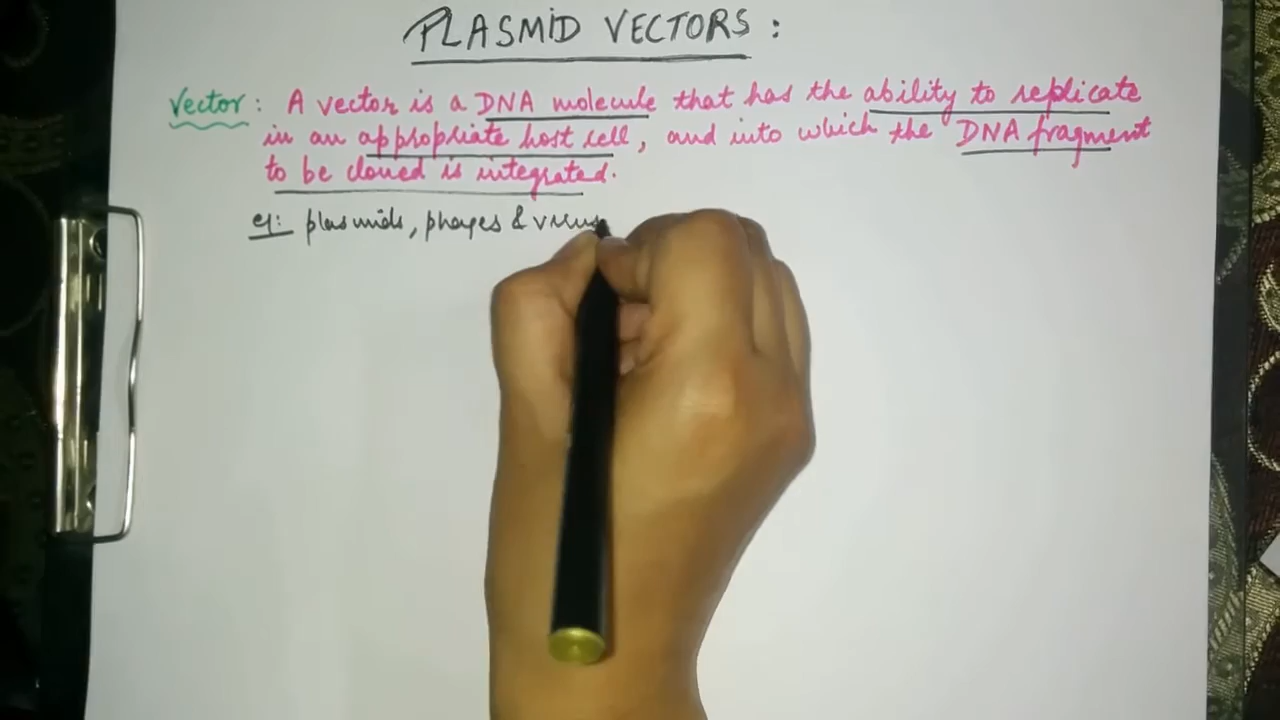 PLASMID VECTORS :
Vector : A vector is a DNA molecule that has the ability to replicate
in an appropriate host cell, and into which the DNA fragment
to be cloned is integrated.
eg: plasmids, phages &